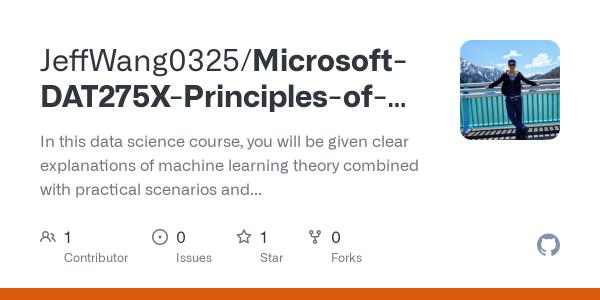 JeffWang0325/Microsoft-
DAT275X-Principles-of-...
In this data science course, you will be given clear
explanations of machine learning theory combined
with practical scenarios and...
1 0 1 0
Contributor Issues Star Forks